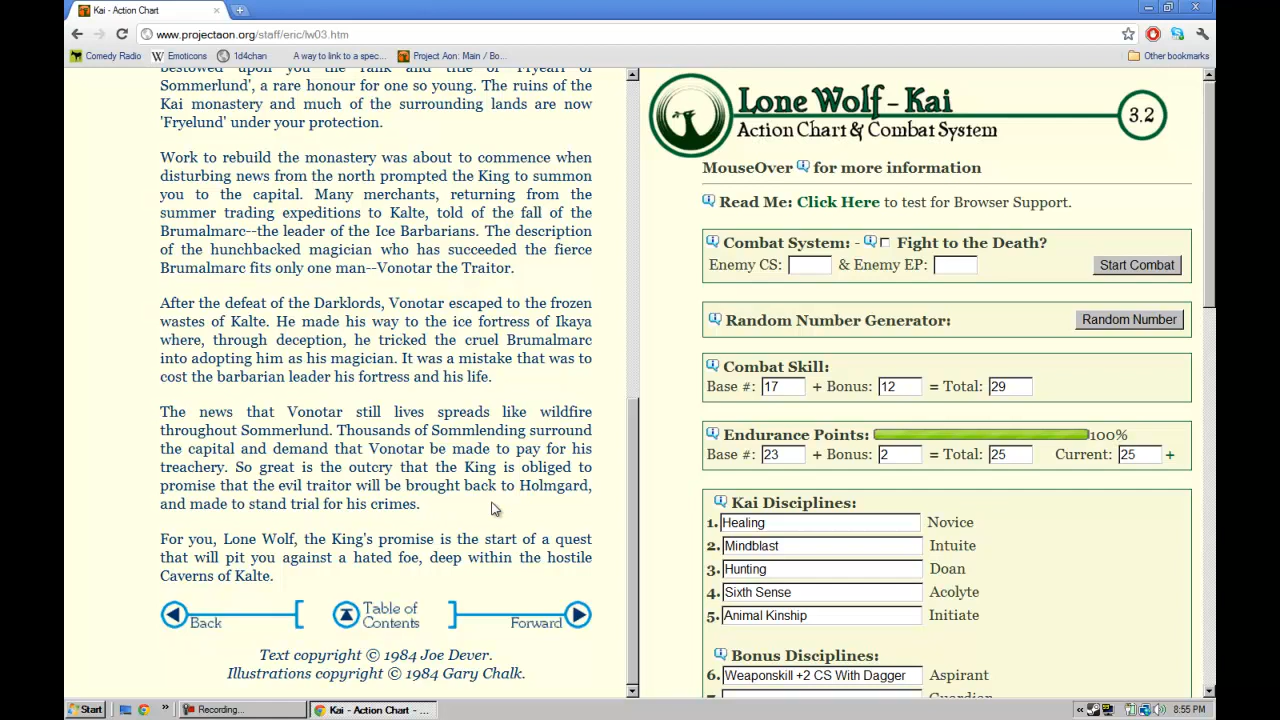 Kai - Action Chart
www.projectaon.org/staff/eric/lw03.htm
Comedy Radio
Emoticons
1d4chan
A way to link to a spec...
Project Aon: Main / Bo...
Other bookmarks
bestowed upon you the rank and title of 'Fryearl of
Sommerlund', a rare honour for one so young. The ruins of the
Kai monastery and much of the surrounding lands are now
'Fryelund' under your protection.
Work to rebuild the monastery was about to commence when
disturbing news from the north prompted the King to summon
you to the capital. Many merchants, returning from the
summer trading expeditions to Kalte, told of the fall of the
Brumalmarc--the leader of the Ice Barbarians. The description
of the hunchbacked magician who has succeeded the fierce
Brumalmarc fits only one man--Vonotar the Traitor.
After the defeat of the Darklords, Vonotar escaped to the frozen
wastes of Kalte. He made his way to the ice fortress of Ikaya
where, through deception, he tricked the cruel Brumalmarc
into adopting him as his magician. It was a mistake that was to
cost the barbarian leader his fortress and his life.
The news that Vonotar still lives spreads like wildfire
throughout Sommerlund. Thousands of Sommlending surround
the capital and demand that Vonotar be made to pay for his
treachery. So great is the outcry that the King is obliged to
promise that the evil traitor will be brought back to Holmgard,
and made to stand trial for his crimes.
For you, Lone Wolf, the King's promise is the start of a quest
that will pit you against a hated foe, deep within the hostile
Caverns of Kalte.
Back
Table of
Contents
Forward
Text copyright © 1984 Joe Dever.
Illustrations copyright © 1984 Gary Chalk.
Lone Wolf - Kai
Action Chart & Combat System
3.2
MouseOver for more information
Read Me: Click Here to test for Browser Support.
Combat System: - Fight to the Death?
Enemy CS: & Enemy EP: Start Combat
Random Number Generator: Random Number
Combat Skill:
Base #: 17 + Bonus: 12 = Total: 29
Endurance Points: 100%
Base #: 23 + Bonus: 2 = Total: 25 Current: 25 +
Kai Disciplines:
1. Healing Novice
2. Mindblast Intuite
3. Hunting Doan
4. Sixth Sense Acolyte
5. Animal Kinship Initiate
Bonus Disciplines:
6. Weaponskill +2 CS With Dagger Aspirant
Start
Recording...
Kai - Action Chart - ...
8:55 PM